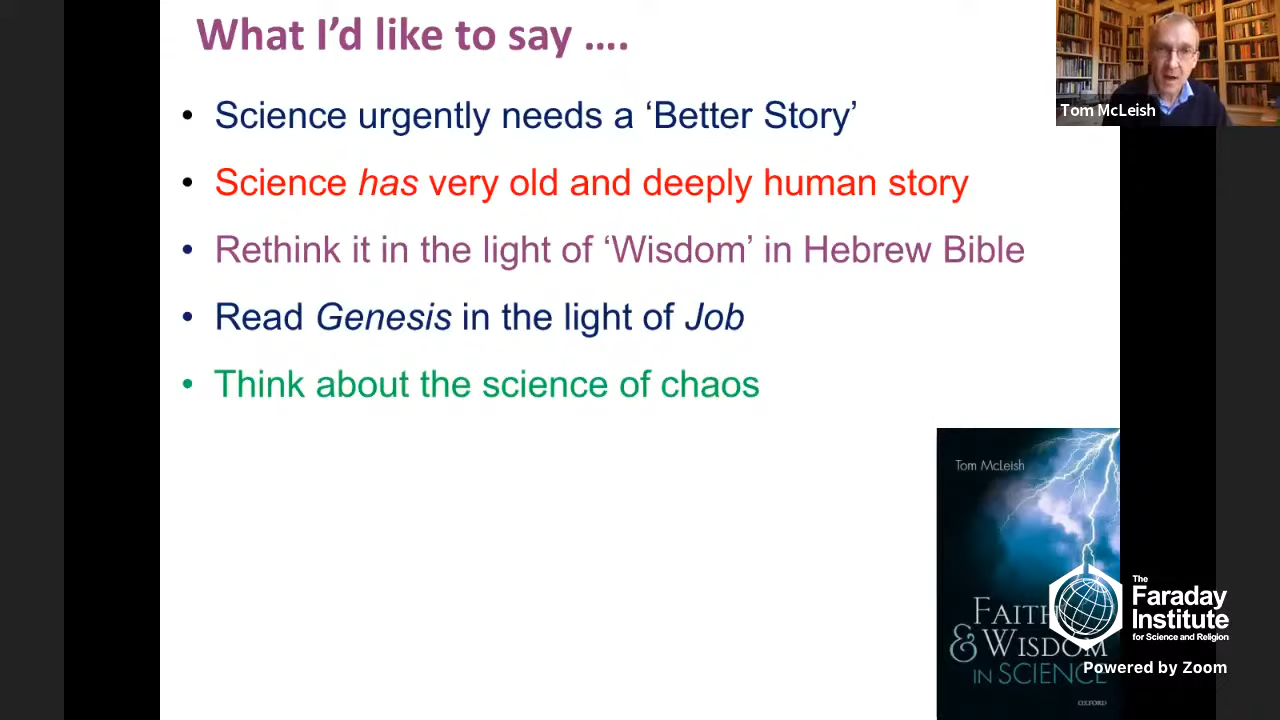 What I'd like to say ....
Tom McLeish
• Science urgently needs a ‘Better Story’
• Science has very old and deeply human story
• Rethink it in the light of ‘Wisdom’ in Hebrew Bible
• Read Genesis in the light of Job
• Think about the science of chaos
Tom McLeish
FAITH
& WISDOM
IN SCIENCE
OXFORD
The
Faraday
Institute
for Science and Religion
Powered by Zoom